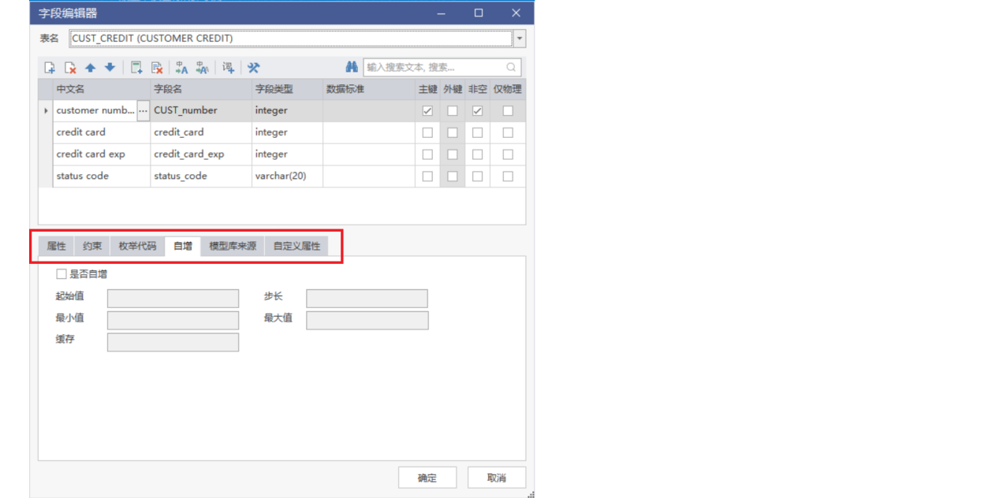 字段编辑器
表名 CUST_CREDIT (CUSTOMER CREDIT)
输入搜索文本, 搜索...
中文名 字段名 字段类型 数据标准 主键 外键 非空 仅物理
customer numb... ... CUST_number integer
credit card credit_card integer
credit card exp credit_card_exp integer
status code status_code varchar(20)
属性 约束 枚举代码 自增 模型库来源 自定义属性
是否自增
起始值 步长
最小值 最大值
缓存
确定 取消